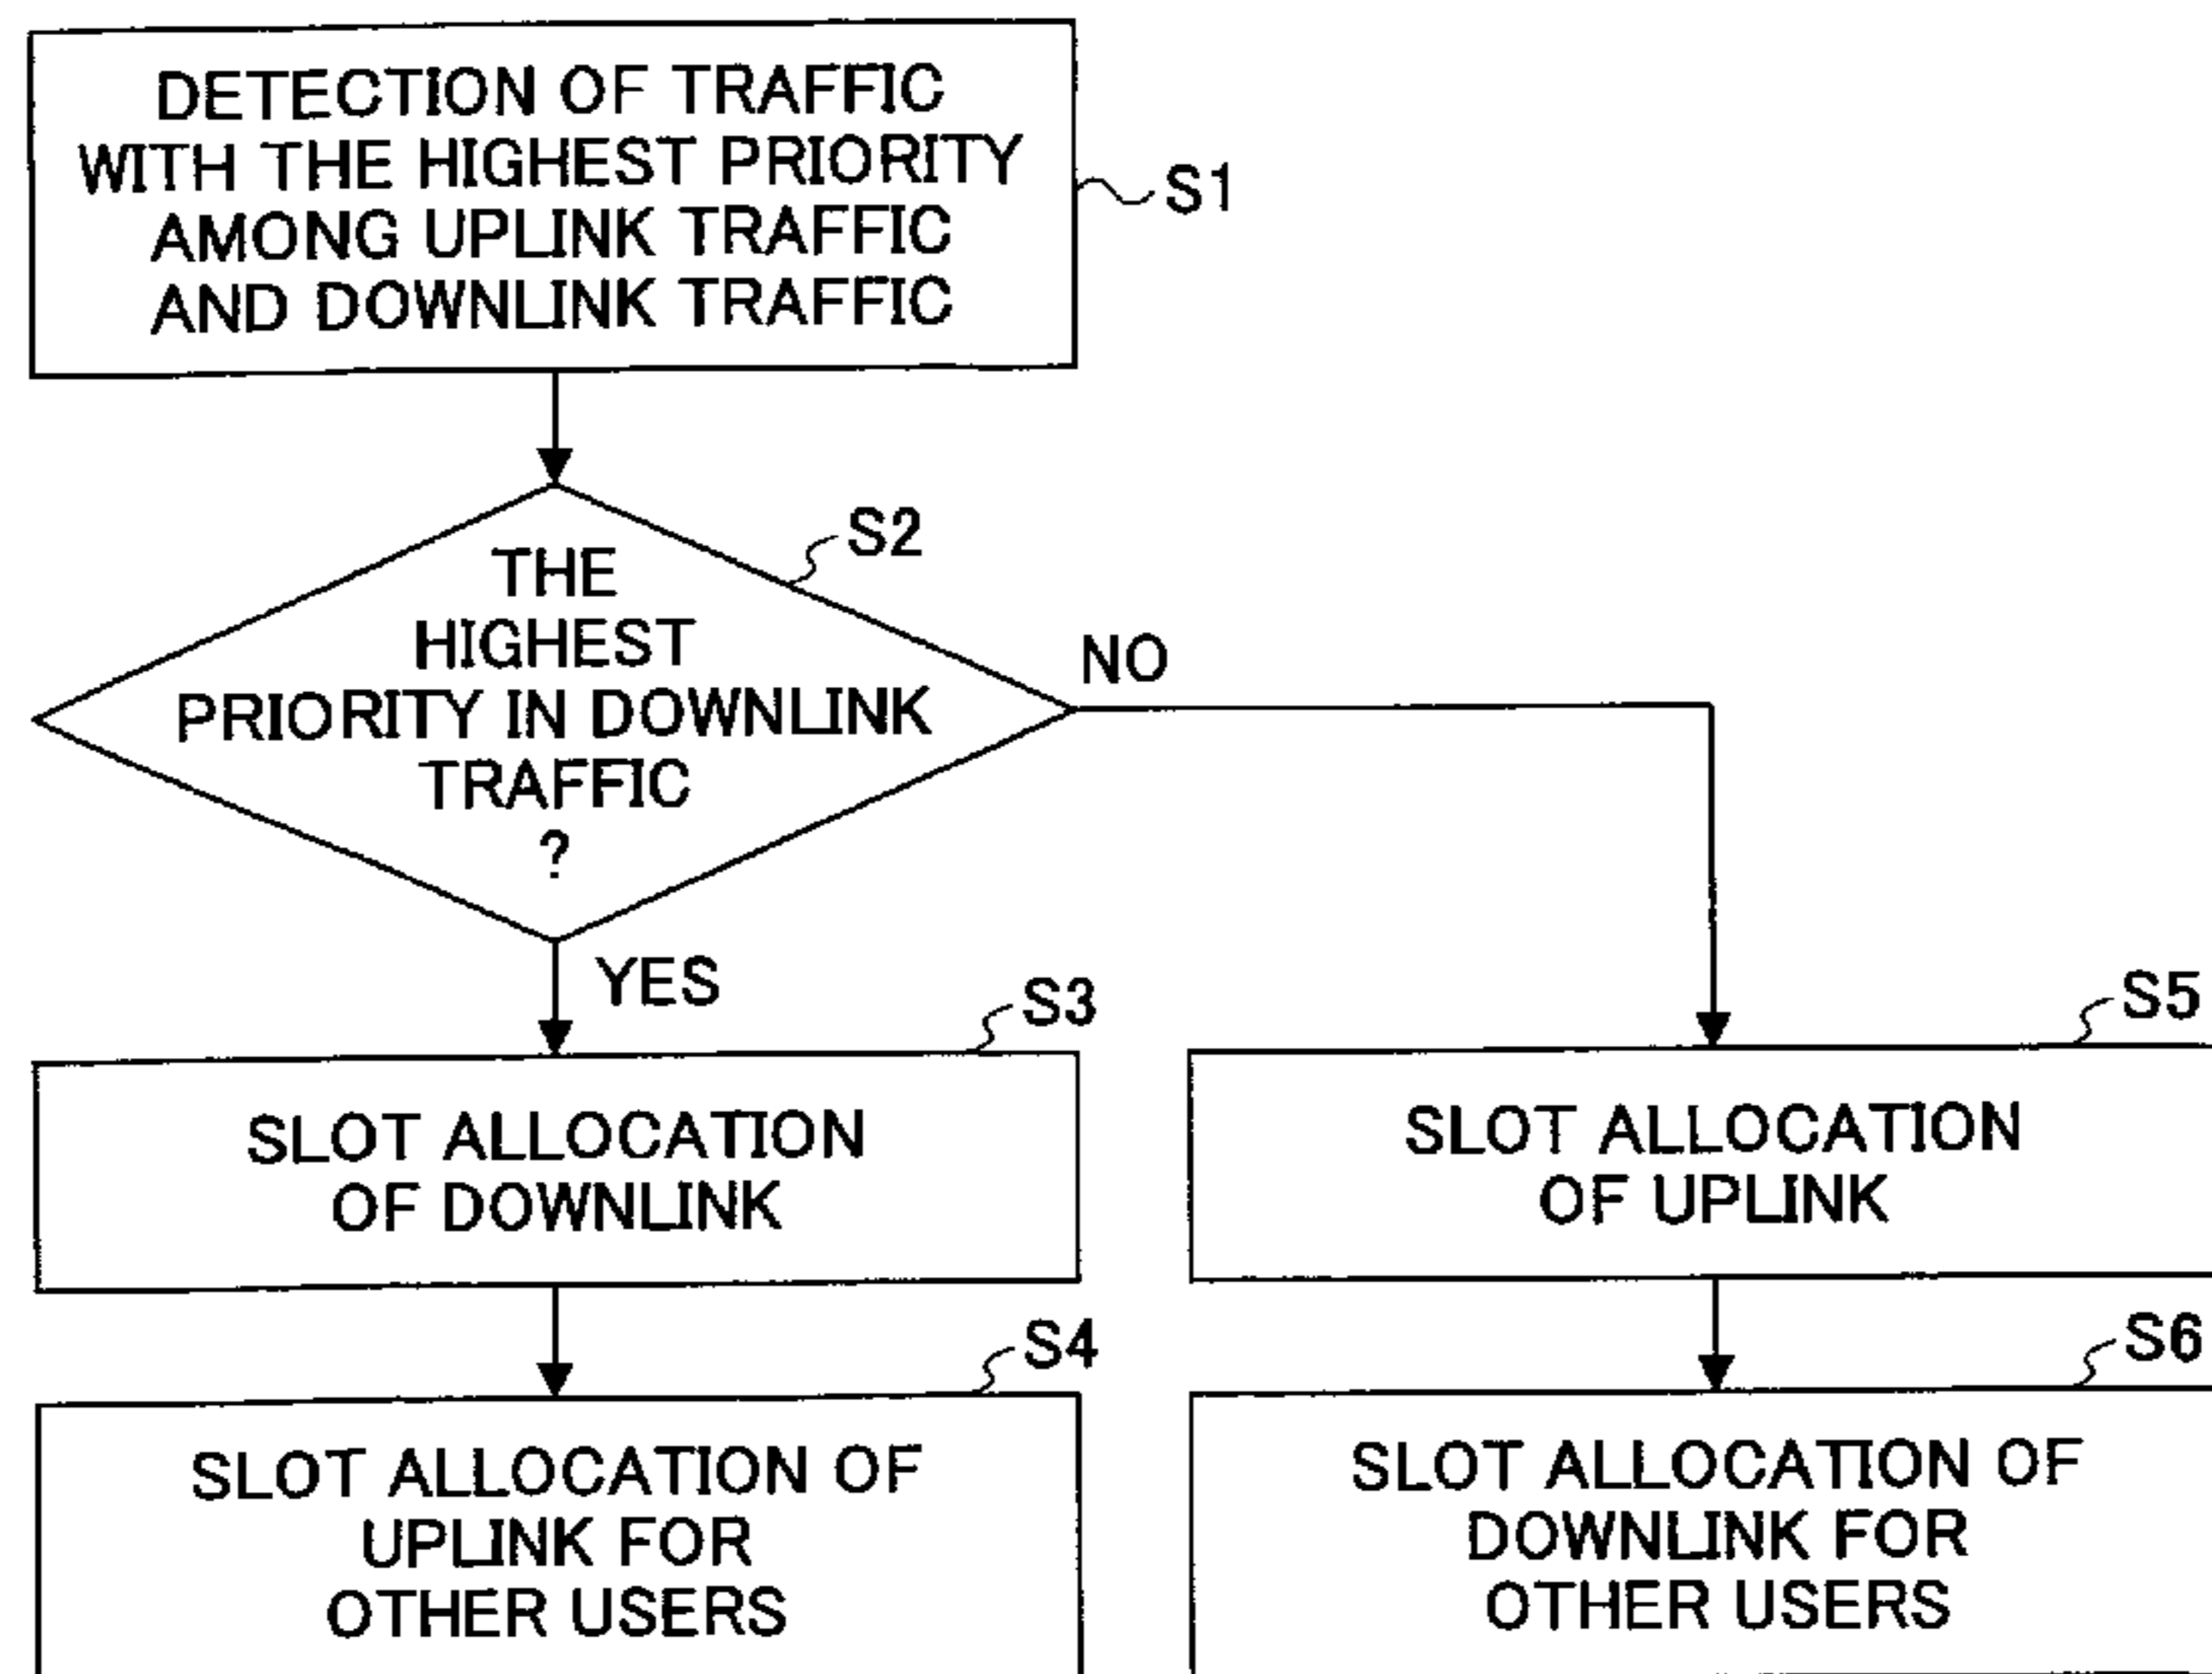 DETECTION OF TRAFFIC
WITH THE HIGHEST PRIORITY
AMONG UPLINK TRAFFIC
AND DOWNLINK TRAFFIC
S1
S2
THE
HIGHEST
PRIORITY IN DOWNLINK
TRAFFIC
?
NO
YES
S3
SLOT ALLOCATION
OF DOWNLINK
S5
SLOT ALLOCATION
OF UPLINK
S4
SLOT ALLOCATION OF
UPLINK FOR
OTHER USERS
S6
SLOT ALLOCATION OF
DOWNLINK FOR
OTHER USERS